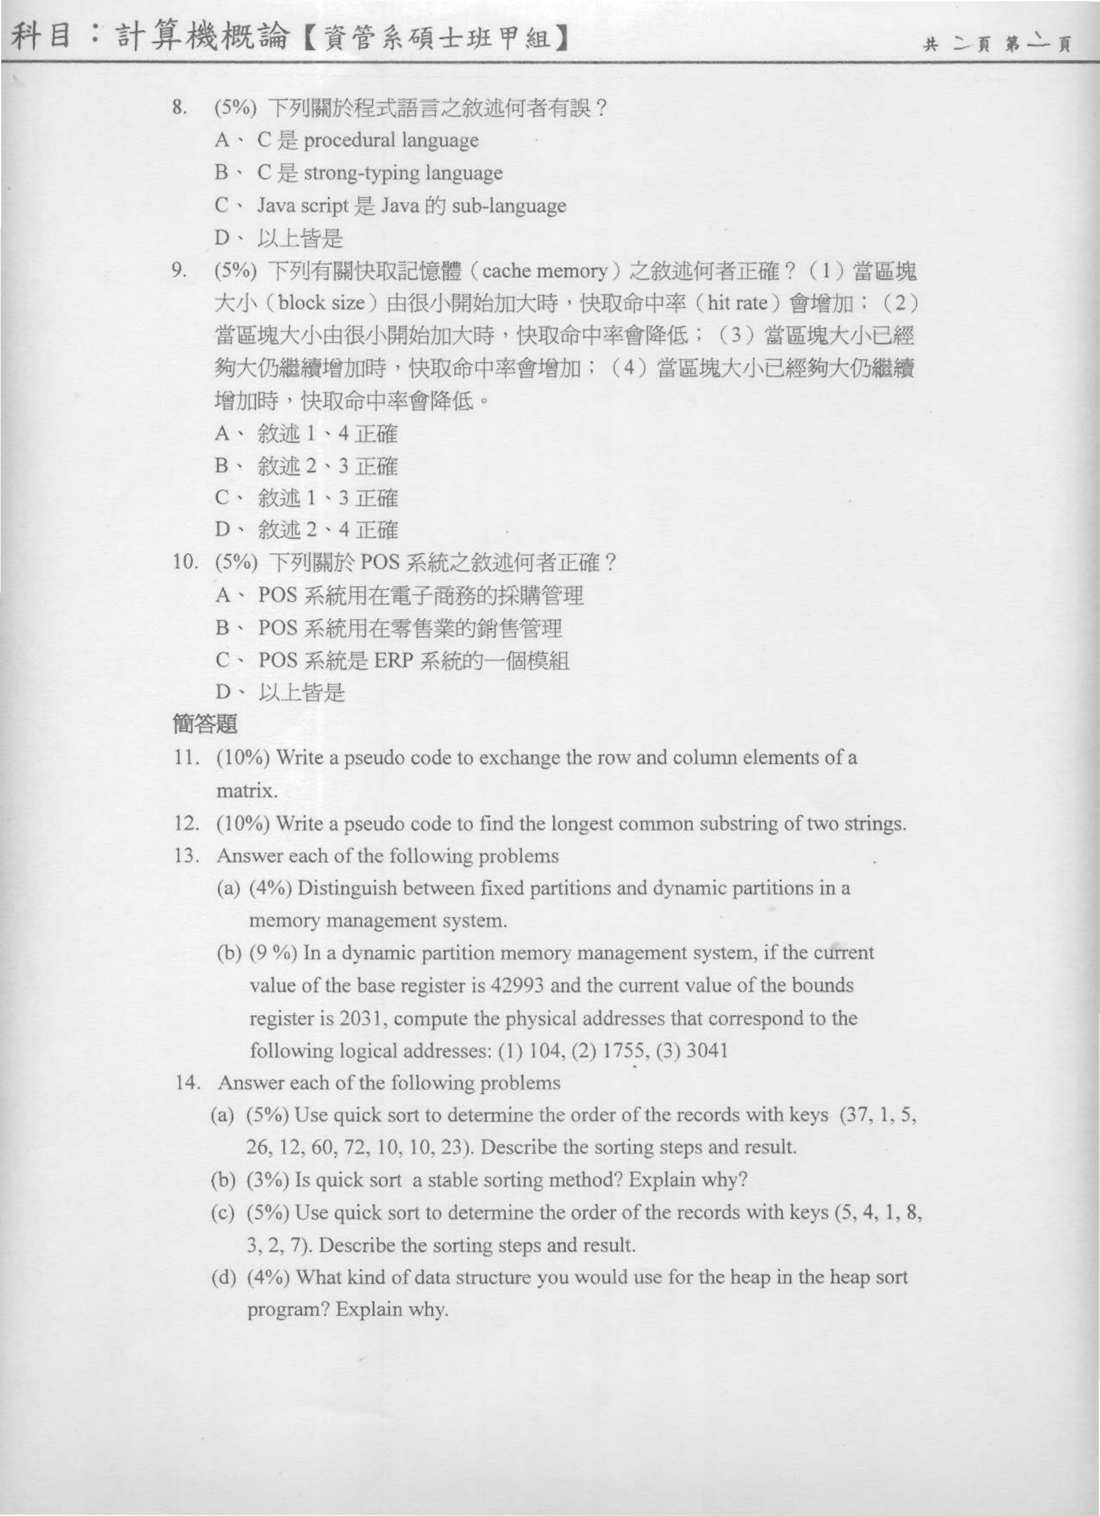 科目：計算機概論【資管系碩士班甲組】
共 二 頁 第 二 頁
8. (5%) 下列關於程式語言之敘述何者有誤？
A、 C 是 procedural language
B、 C 是 strong-typing language
C、 Java script 是 Java 的 sub-language
D、 以上皆是
9. (5%) 下列有關快取記憶體（cache memory）之敘述何者正確？（1）當區塊
大小（block size）由很小開始加大時，快取命中率（hit rate）會增加；（2）
當區塊大小由很小開始加大時，快取命中率會降低；（3）當區塊大小已經
夠大仍繼續增加時，快取命中率會增加；（4）當區塊大小已經夠大仍繼續
增加時，快取命中率會降低。
A、 敘述 1、4 正確
B、 敘述 2、3 正確
C、 敘述 1、3 正確
D、 敘述 2、4 正確
10. (5%) 下列關於 POS 系統之敘述何者正確？
A、 POS 系統用在電子商務的採購管理
B、 POS 系統用在零售業的銷售管理
C、 POS 系統是 ERP 系統的一個模組
D、 以上皆是
簡答題
11. (10%) Write a pseudo code to exchange the row and column elements of a
matrix.
12. (10%) Write a pseudo code to find the longest common substring of two strings.
13. Answer each of the following problems
(a) (4%) Distinguish between fixed partitions and dynamic partitions in a
memory management system.
(b) (9 %) In a dynamic partition memory management system, if the current
value of the base register is 42993 and the current value of the bounds
register is 2031, compute the physical addresses that correspond to the
following logical addresses: (1) 104, (2) 1755, (3) 3041
14. Answer each of the following problems
(a) (5%) Use quick sort to determine the order of the records with keys (37, 1, 5,
26, 12, 60, 72, 10, 10, 23). Describe the sorting steps and result.
(b) (3%) Is quick sort a stable sorting method? Explain why?
(c) (5%) Use quick sort to determine the order of the records with keys (5, 4, 1, 8,
3, 2, 7). Describe the sorting steps and result.
(d) (4%) What kind of data structure you would use for the heap in the heap sort
program? Explain why.